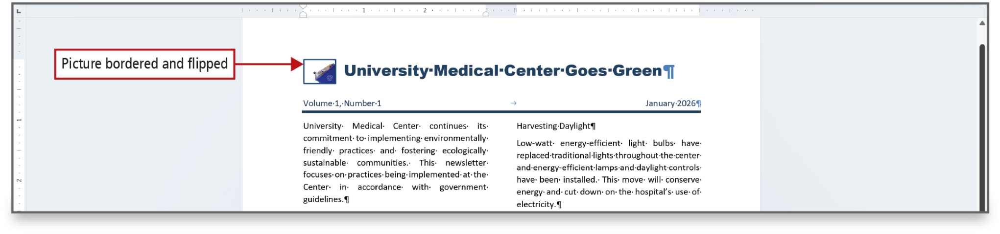 1 2
1
2
Picture bordered and flipped
University·Medical·Center·Goes·Green¶
Volume·1,·Number·1 → January·2026¶
University· Medical· Center· continues· its·
commitment· to· implementing· environmentally·
friendly· practices· and· fostering· ecologically·
sustainable· communities.· This· newsletter·
focuses·on·practices·being·implemented·at·the·
Center· in· accordance· with· government·
guidelines.¶
Harvesting·Daylight¶
Low-watt· energy-efficient· light· bulbs· have·
replaced·traditional·lights·throughout·the·center·
and·energy-efficient·lamps·and·daylight·controls·
have· been· installed.· This· move· will· conserve·
energy· and· cut· down· on· the· hospital's· use· of·
electricity.¶